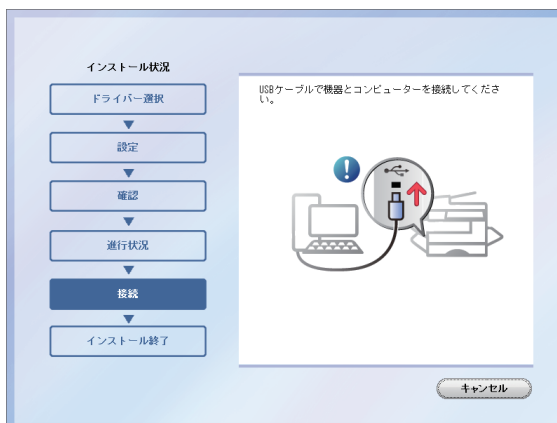 インストール状況
ドライバー選択
設定
確認
進行状況
接続
インストール終了
USBケーブルで機器とコンピューターを接続してくださ
い。
キャンセル